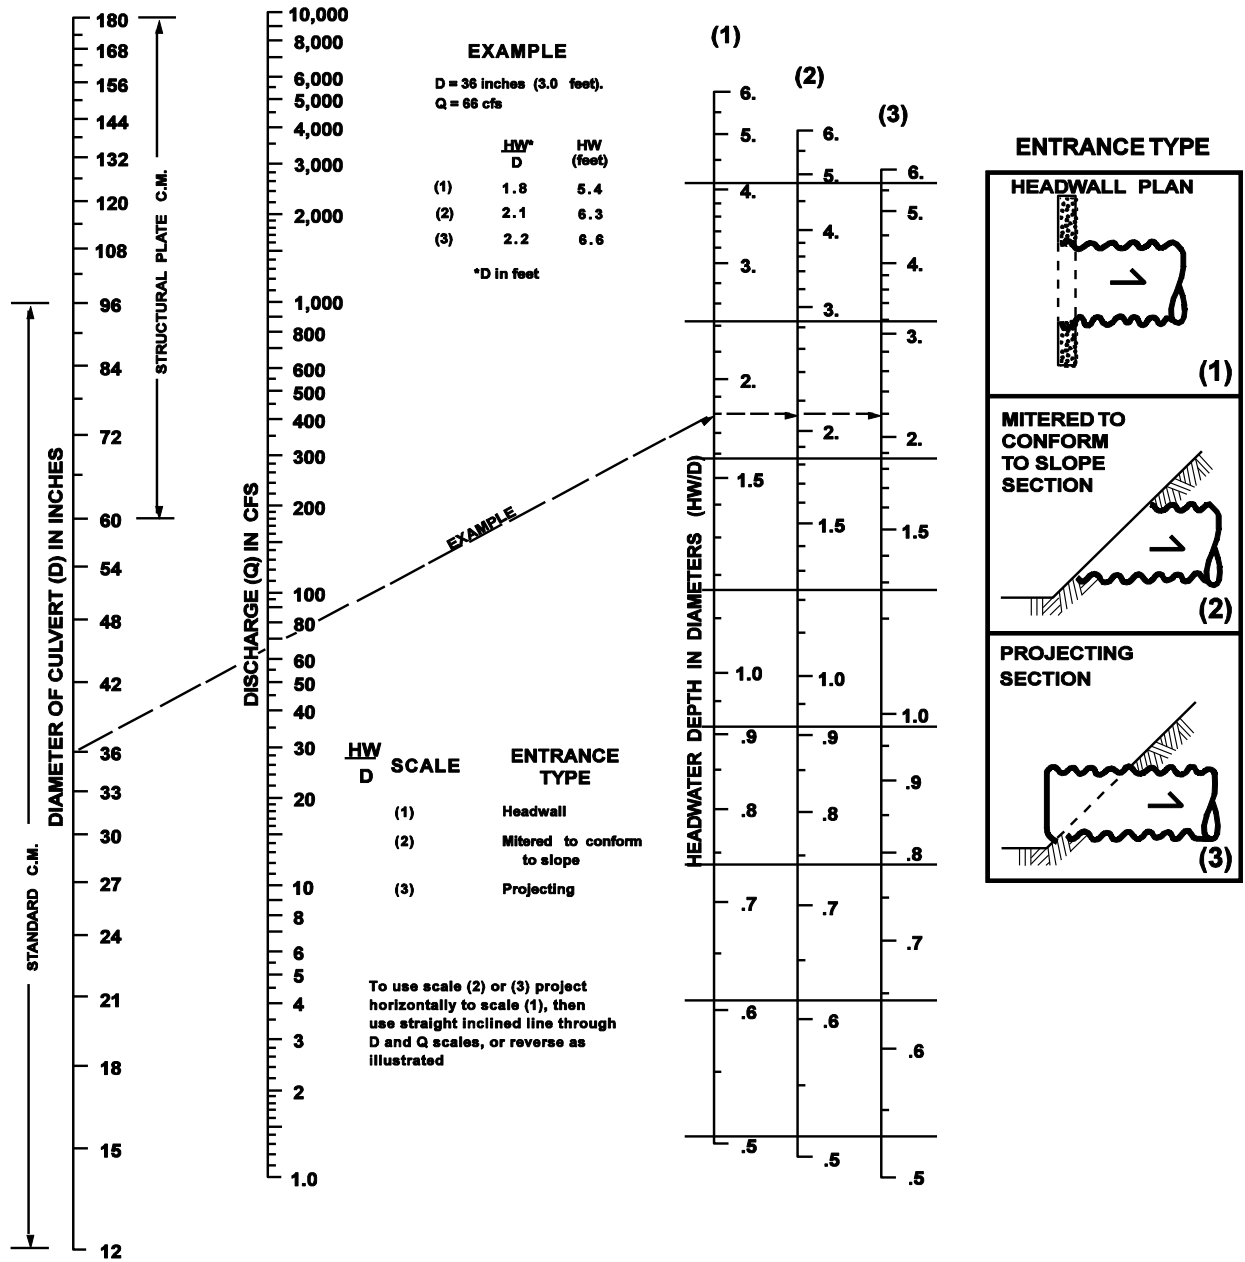 180
168
156
144
132
120
108
96
84
72
60
54
48
42
36
33
30
27
24
21
18
15
12
STANDARD C.M.
DIAMETER OF CULVERT (D) IN INCHES
STRUCTURAL PLATE C.M.
10,000
8,000
6,000
5,000
4,000
3,000
2,000
1,000
800
600
500
400
300
200
100
80
60
50
40
30
20
10
8
6
5
4
3
2
1.0
DISCHARGE (Q) IN CFS
EXAMPLE
D = 36 inches (3.0 feet).
Q = 66 cfs
HW* HW
D (feet)
(1) 1.8 5.4
(2) 2.1 6.3
(3) 2.2 6.6
*D in feet
EXAMPLE
HW
D
SCALE
ENTRANCE
TYPE
(1) Headwall
(2) Mitered to conform
to slope
(3) Projecting
To use scale (2) or (3) project
horizontally to scale (1), then
use straight inclined line through
D and Q scales, or reverse as
illustrated
HEADWATER DEPTH IN DIAMETERS (HW/D)
(1)
6.
5.
4.
3.
2.
1.5
1.0
.9
.8
.7
.6
.5
(2)
6.
5.
4.
3.
2.
1.5
1.0
.9
.8
.7
.6
.5
(3)
6.
5.
4.
3.
2.
1.5
1.0
.9
.8
.7
.6
.5
ENTRANCE TYPE
HEADWALL PLAN
(1)
MITERED TO
CONFORM
TO SLOPE
SECTION
(2)
PROJECTING
SECTION
(3)